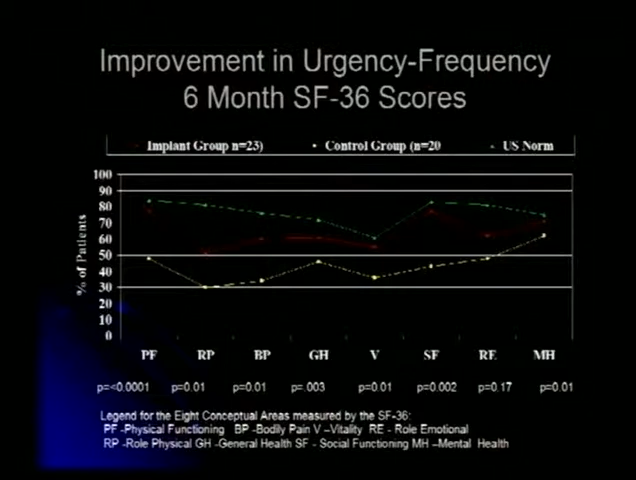 Improvement in Urgency-Frequency
6 Month SF-36 Scores
Implant Group n=23) Control Group (n=20 US Norm
% of Patients
100
90
80
70
60
50
40
30
20
10
0
PF RP BP GH V SF RE MH
p=<0.0001 p=0.01 p=0.01 p=.003 p=0.01 p=0.002 p=0.17 p=0.01
Legend for the Eight Conceptual Areas measured by the SF-36:
PF -Physical Functioning BP -Bodily Pain V –Vitality RE - Role Emotional
RP -Role Physical GH -General Health SF - Social Functioning MH –Mental Health